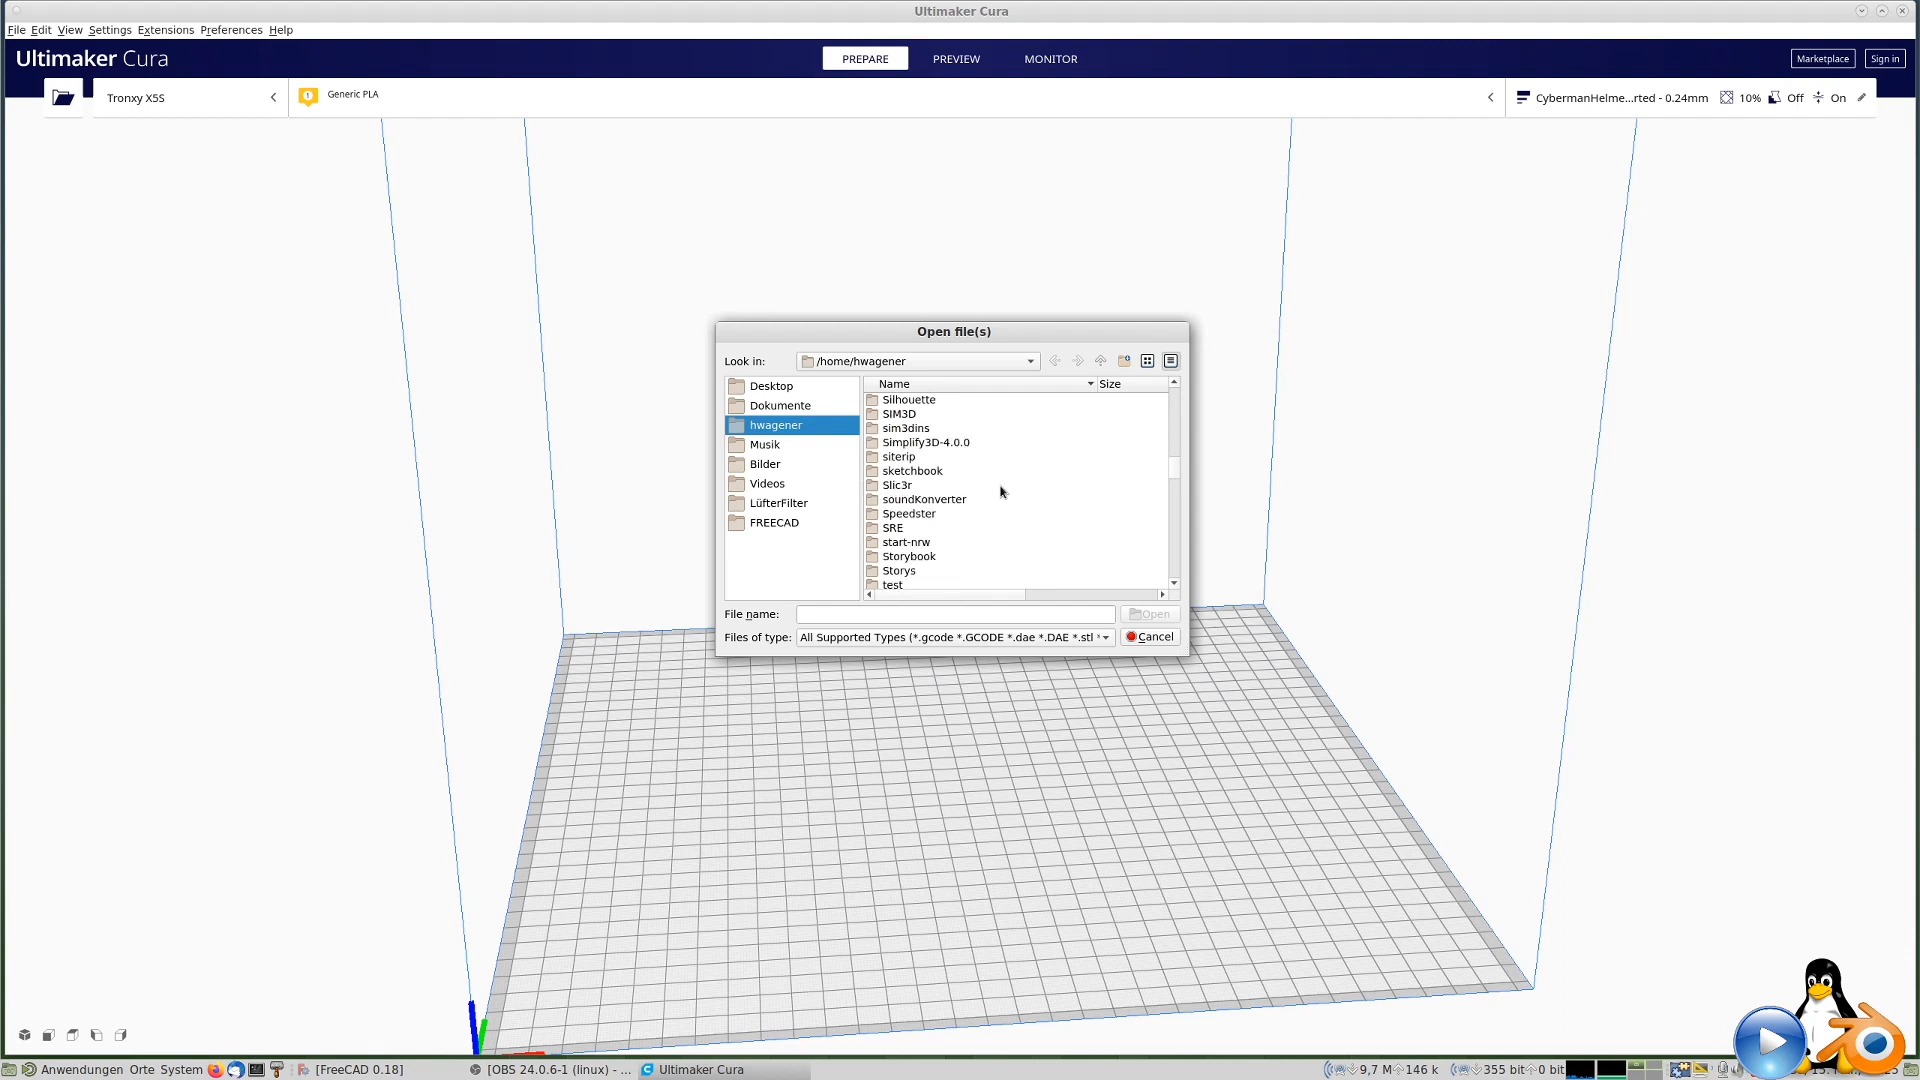 Ultimaker Cura
File Edit View Settings Extensions Preferences Help
Ultimaker Cura
PREPARE
PREVIEW
MONITOR
Marketplace
Sign in
Tronxy X5S
1
Generic PLA
CybermanHelme...rted - 0.24mm
10%
Off
On
Open file(s)
Look in:
/home/hwagener
Desktop
Dokumente
hwagener
Musik
Bilder
Videos
LüfterFilter
FREECAD
Name
Size
Silhouette
SIM3D
sim3dins
Simplify3D-4.0.0
siterip
sketchbook
Slic3r
soundKonverter
Speedster
SRE
start-nrw
Storybook
Storys
test
File name:
Open
Files of type:
All Supported Types (*.gcode *.GCODE *.dae *.DAE *.stl *
Cancel
Anwendungen Orte System
[FreeCAD 0.18]
[OBS 24.0.6-1 (linux) - ...
Ultimaker Cura
9,7 M
146 k
355 bit
0 bit